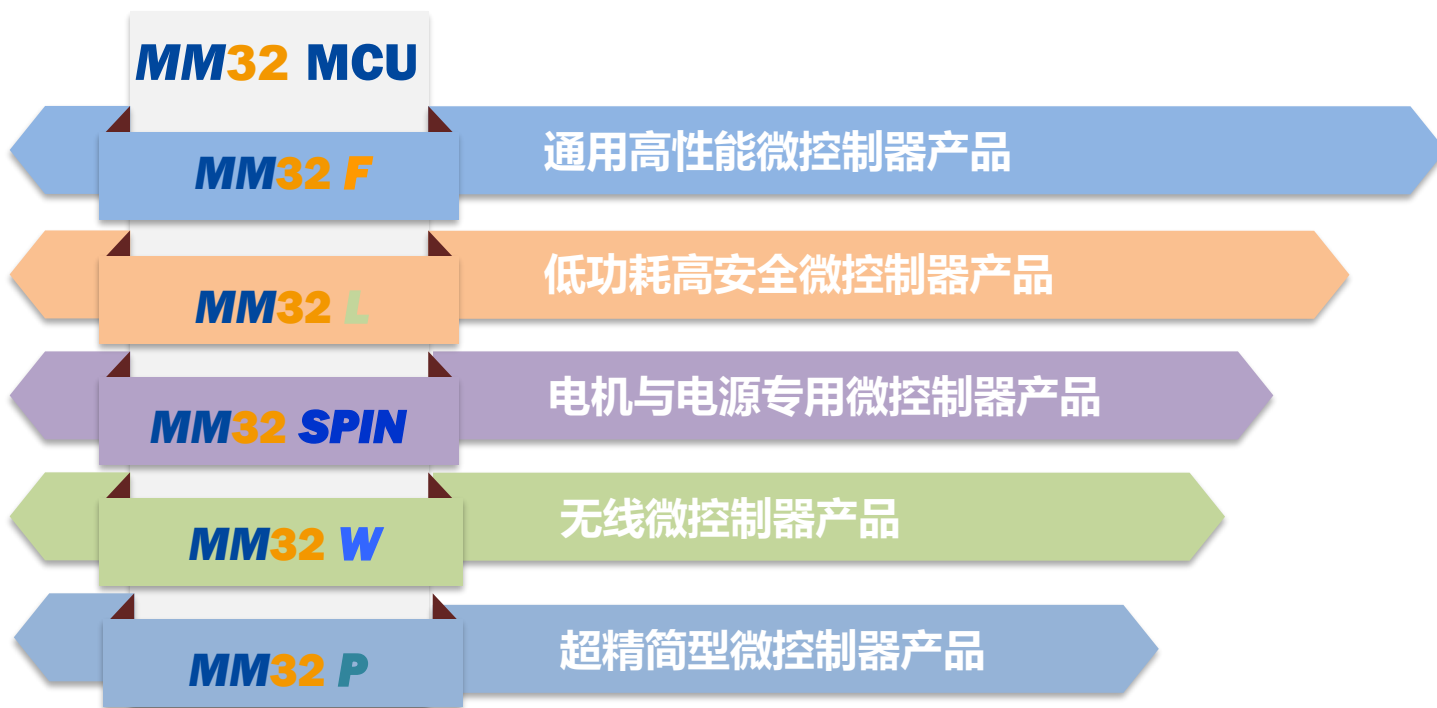 MM32 MCU
MM32 F
通用高性能微控制器产品
MM32 L
低功耗高安全微控制器产品
MM32 SPIN
电机与电源专用微控制器产品
MM32 W
无线微控制器产品
MM32 P
超精简型微控制器产品